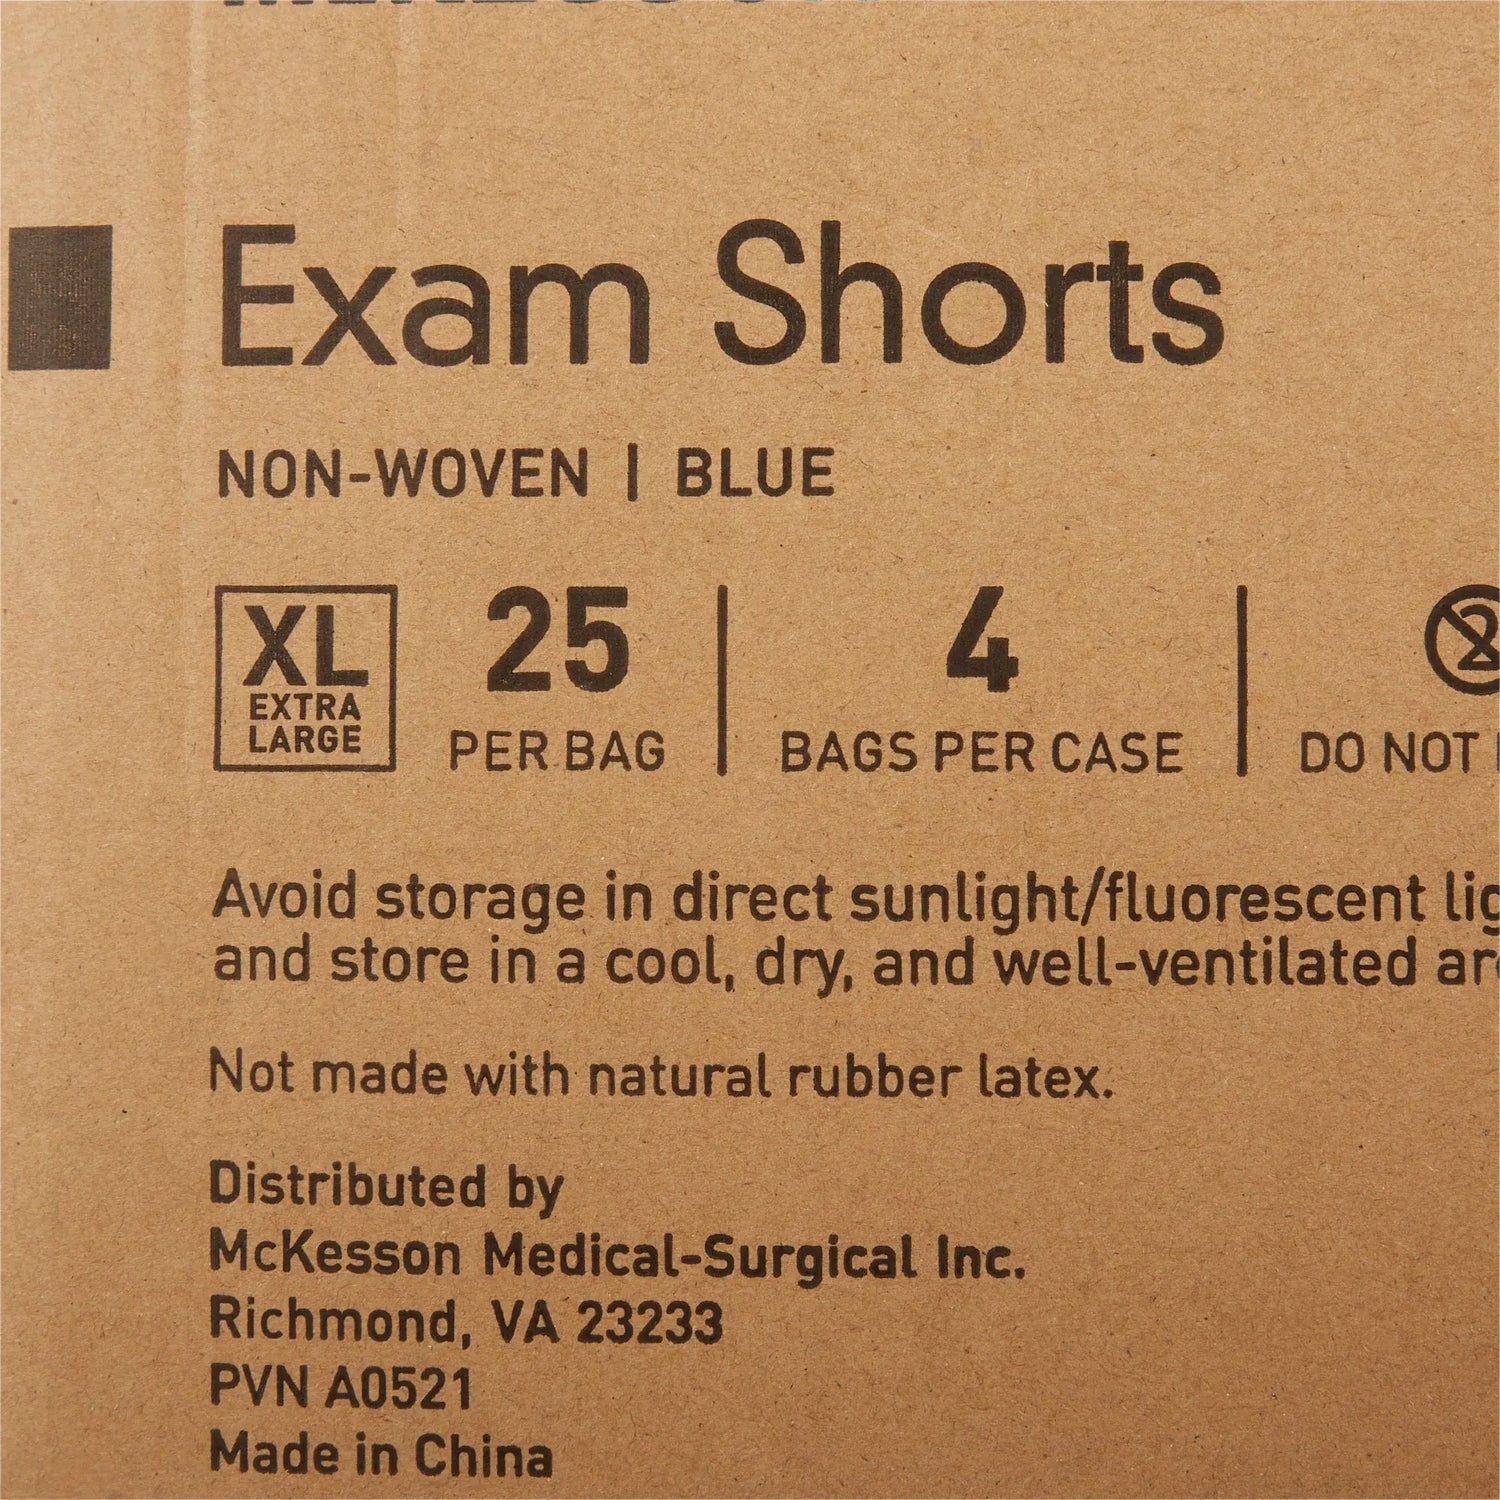 Exam Shorts
NON-WOVEN | BLUE
XL
EXTRA
LARGE
25
PER BAG
4
BAGS PER CASE
2
DO NOT
Avoid storage in direct sunlight/fluorescent
and store in a cool, dry, and well-ventilated
Not made with natural rubber latex.
Distributed by
McKesson Medical-Surgical Inc.
Richmond, VA 23233
PVN A0521
Made in China